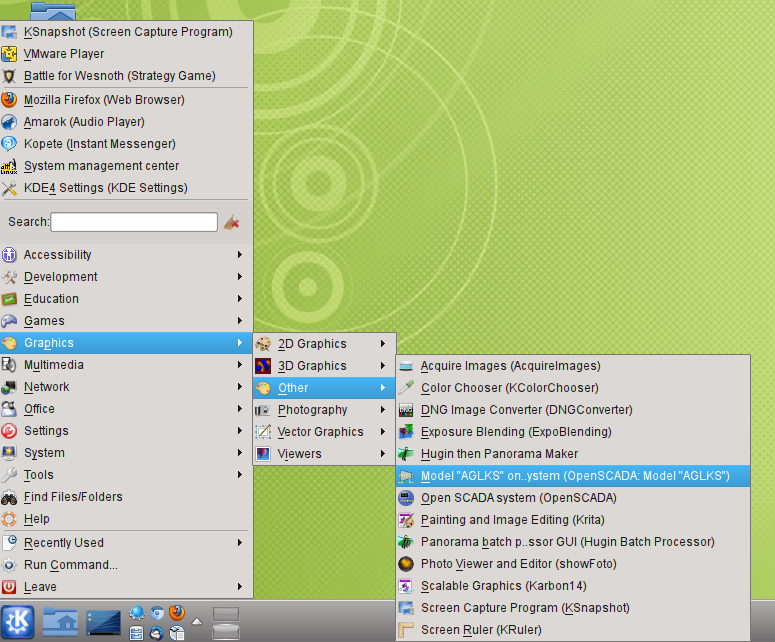 KSnapshot (Screen Capture Program)
VMware Player
Battle for Wesnoth (Strategy Game)
Mozilla Firefox (Web Browser)
Amarok (Audio Player)
Kopete (Instant Messenger)
System management center
KDE4 Settings (KDE Settings)
Search:
Accessibility
Development
Education
Games
Graphics
Multimedia
Network
Office
Settings
System
Tools
Find Files/Folders
Help
Recently Used
Run Command...
Leave
2D Graphics
3D Graphics
Other
Photography
Vector Graphics
Viewers
Acquire Images (AcquireImages)
Color Chooser (KColorChooser)
DNG Image Converter (DNGConverter)
Exposure Blending (ExpoBlending)
Hugin then Panorama Maker
Model "AGLKS" on..ystem (OpenSCADA: Model "AGLKS")
Open SCADA system (OpenSCADA)
Painting and Image Editing (Krita)
Panorama batch p..ssor GUI (Hugin Batch Processor)
Photo Viewer and Editor (showFoto)
Scalable Graphics (Karbon14)
Screen Capture Program (KSnapshot)
Screen Ruler (KRuler)